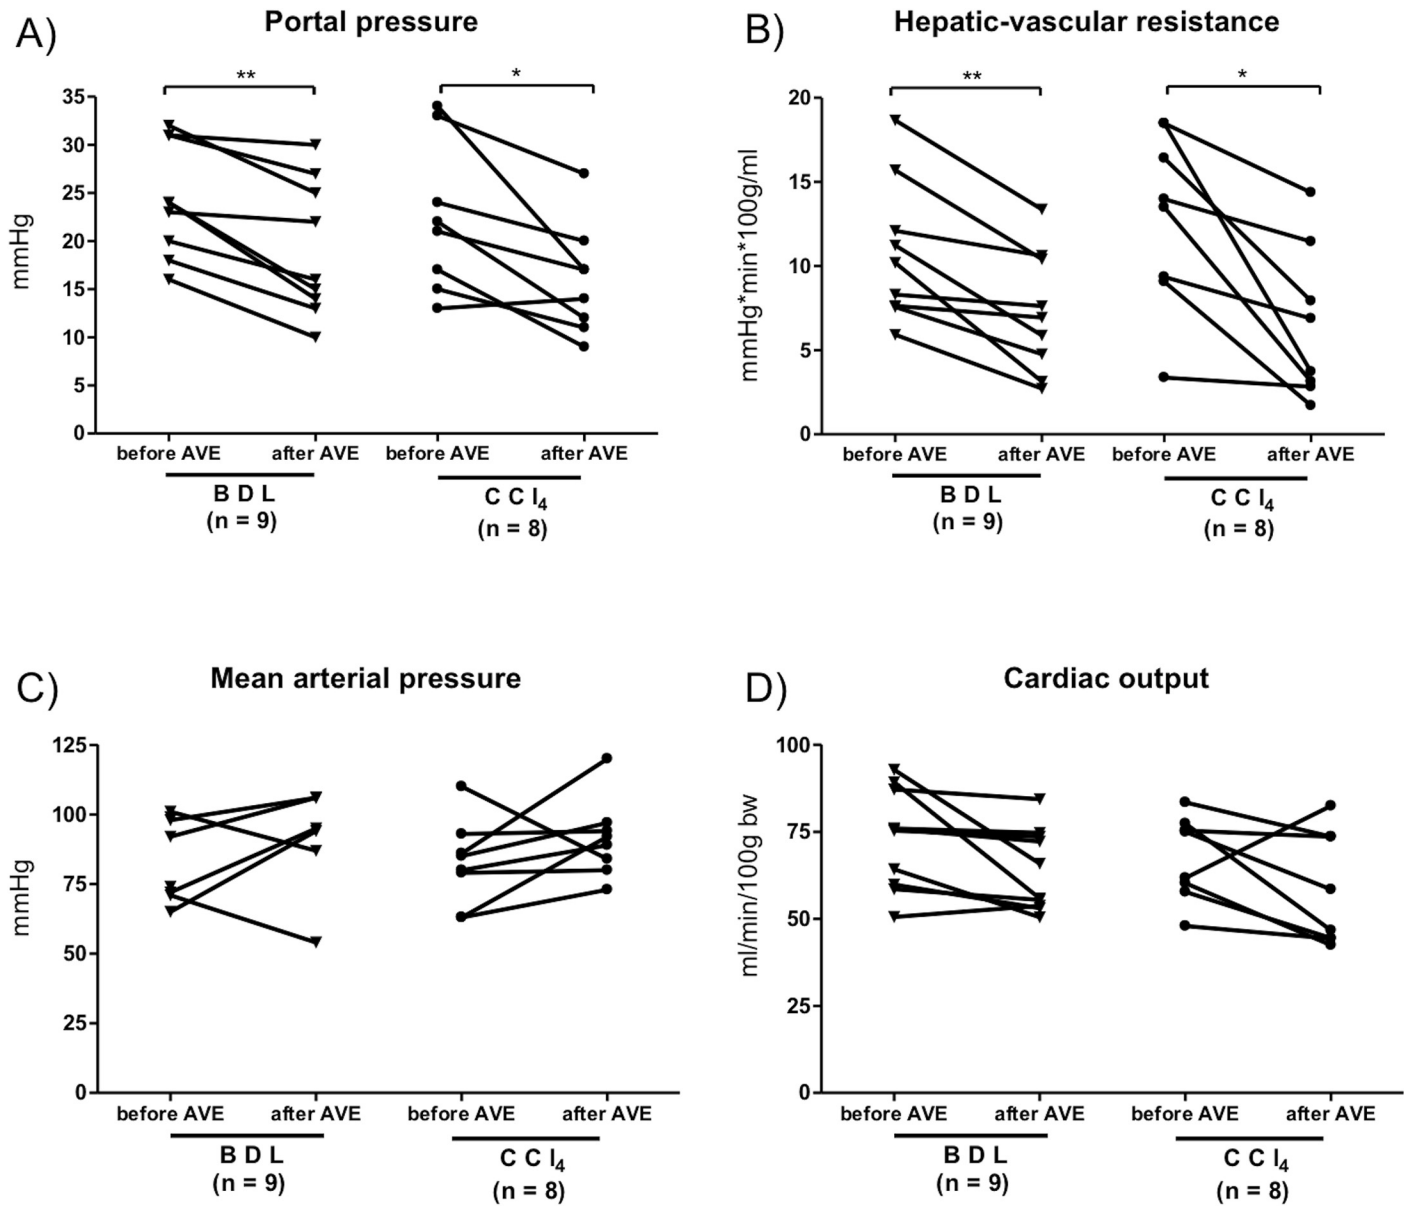 A)
Portal pressure
** *
35
30
25
20
15
10
5
0
mmHg
before AVE after AVE before AVE after AVE
B D L
(n = 9)
C C l4
(n = 8)
B)
Hepatic-vascular resistance
** *
20
15
10
5
0
mmHg*min*100g/ml
before AVE after AVE before AVE after AVE
B D L
(n = 9)
C C l4
(n = 8)
C)
Mean arterial pressure
125
100
75
50
25
0
mmHg
before AVE after AVE before AVE after AVE
B D L
(n = 9)
C C l4
(n = 8)
D)
Cardiac output
100
75
50
25
0
ml/min/100g bw
before AVE after AVE before AVE after AVE
B D L
(n = 9)
C C l4
(n = 8)